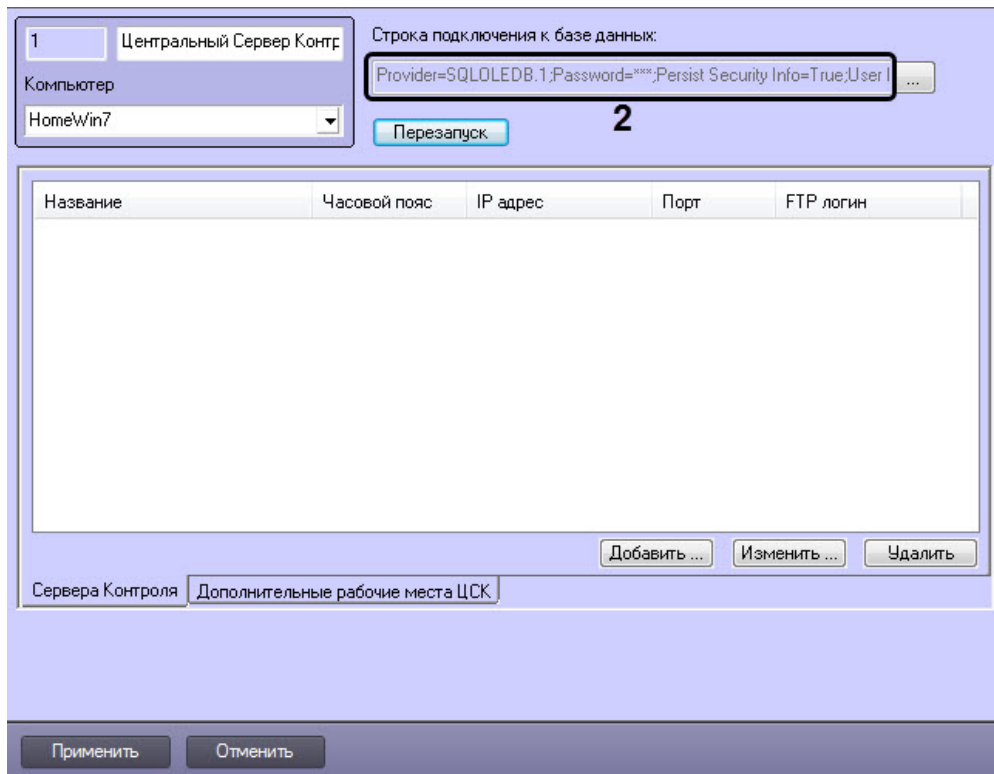 1
Центральный Сервер Контр
Строка подключения к базе данных:
Компьютер
Provider=SQLOLEDB.1;Password=***;Persist Security Info=True;User I
...
HomeWin7
Перезапуск
2
Название Часовой пояс IP адрес Порт FTP логин
Добавить ... Изменить ... Удалить
Сервера Контроля Дополнительные рабочие места ЦСК
Применить Отменить